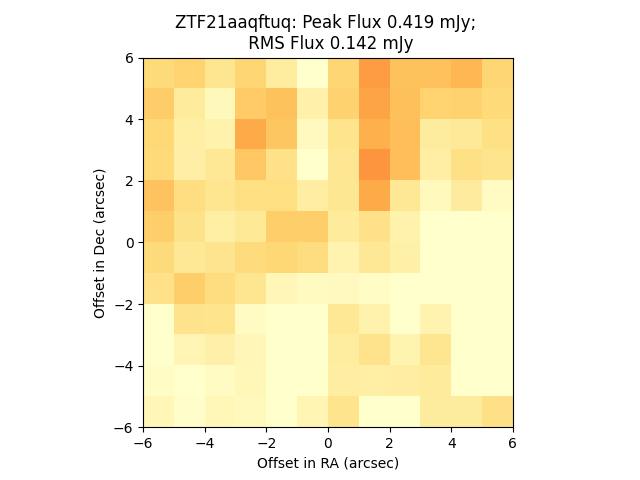 ZTF21aaqftuq: Peak Flux 0.419 mJy;
RMS Flux 0.142 mJy
6
4
2
0
−2
−4
−6
Offset in Dec (arcsec)
−6 −4 −2 0 2 4 6
Offset in RA (arcsec)